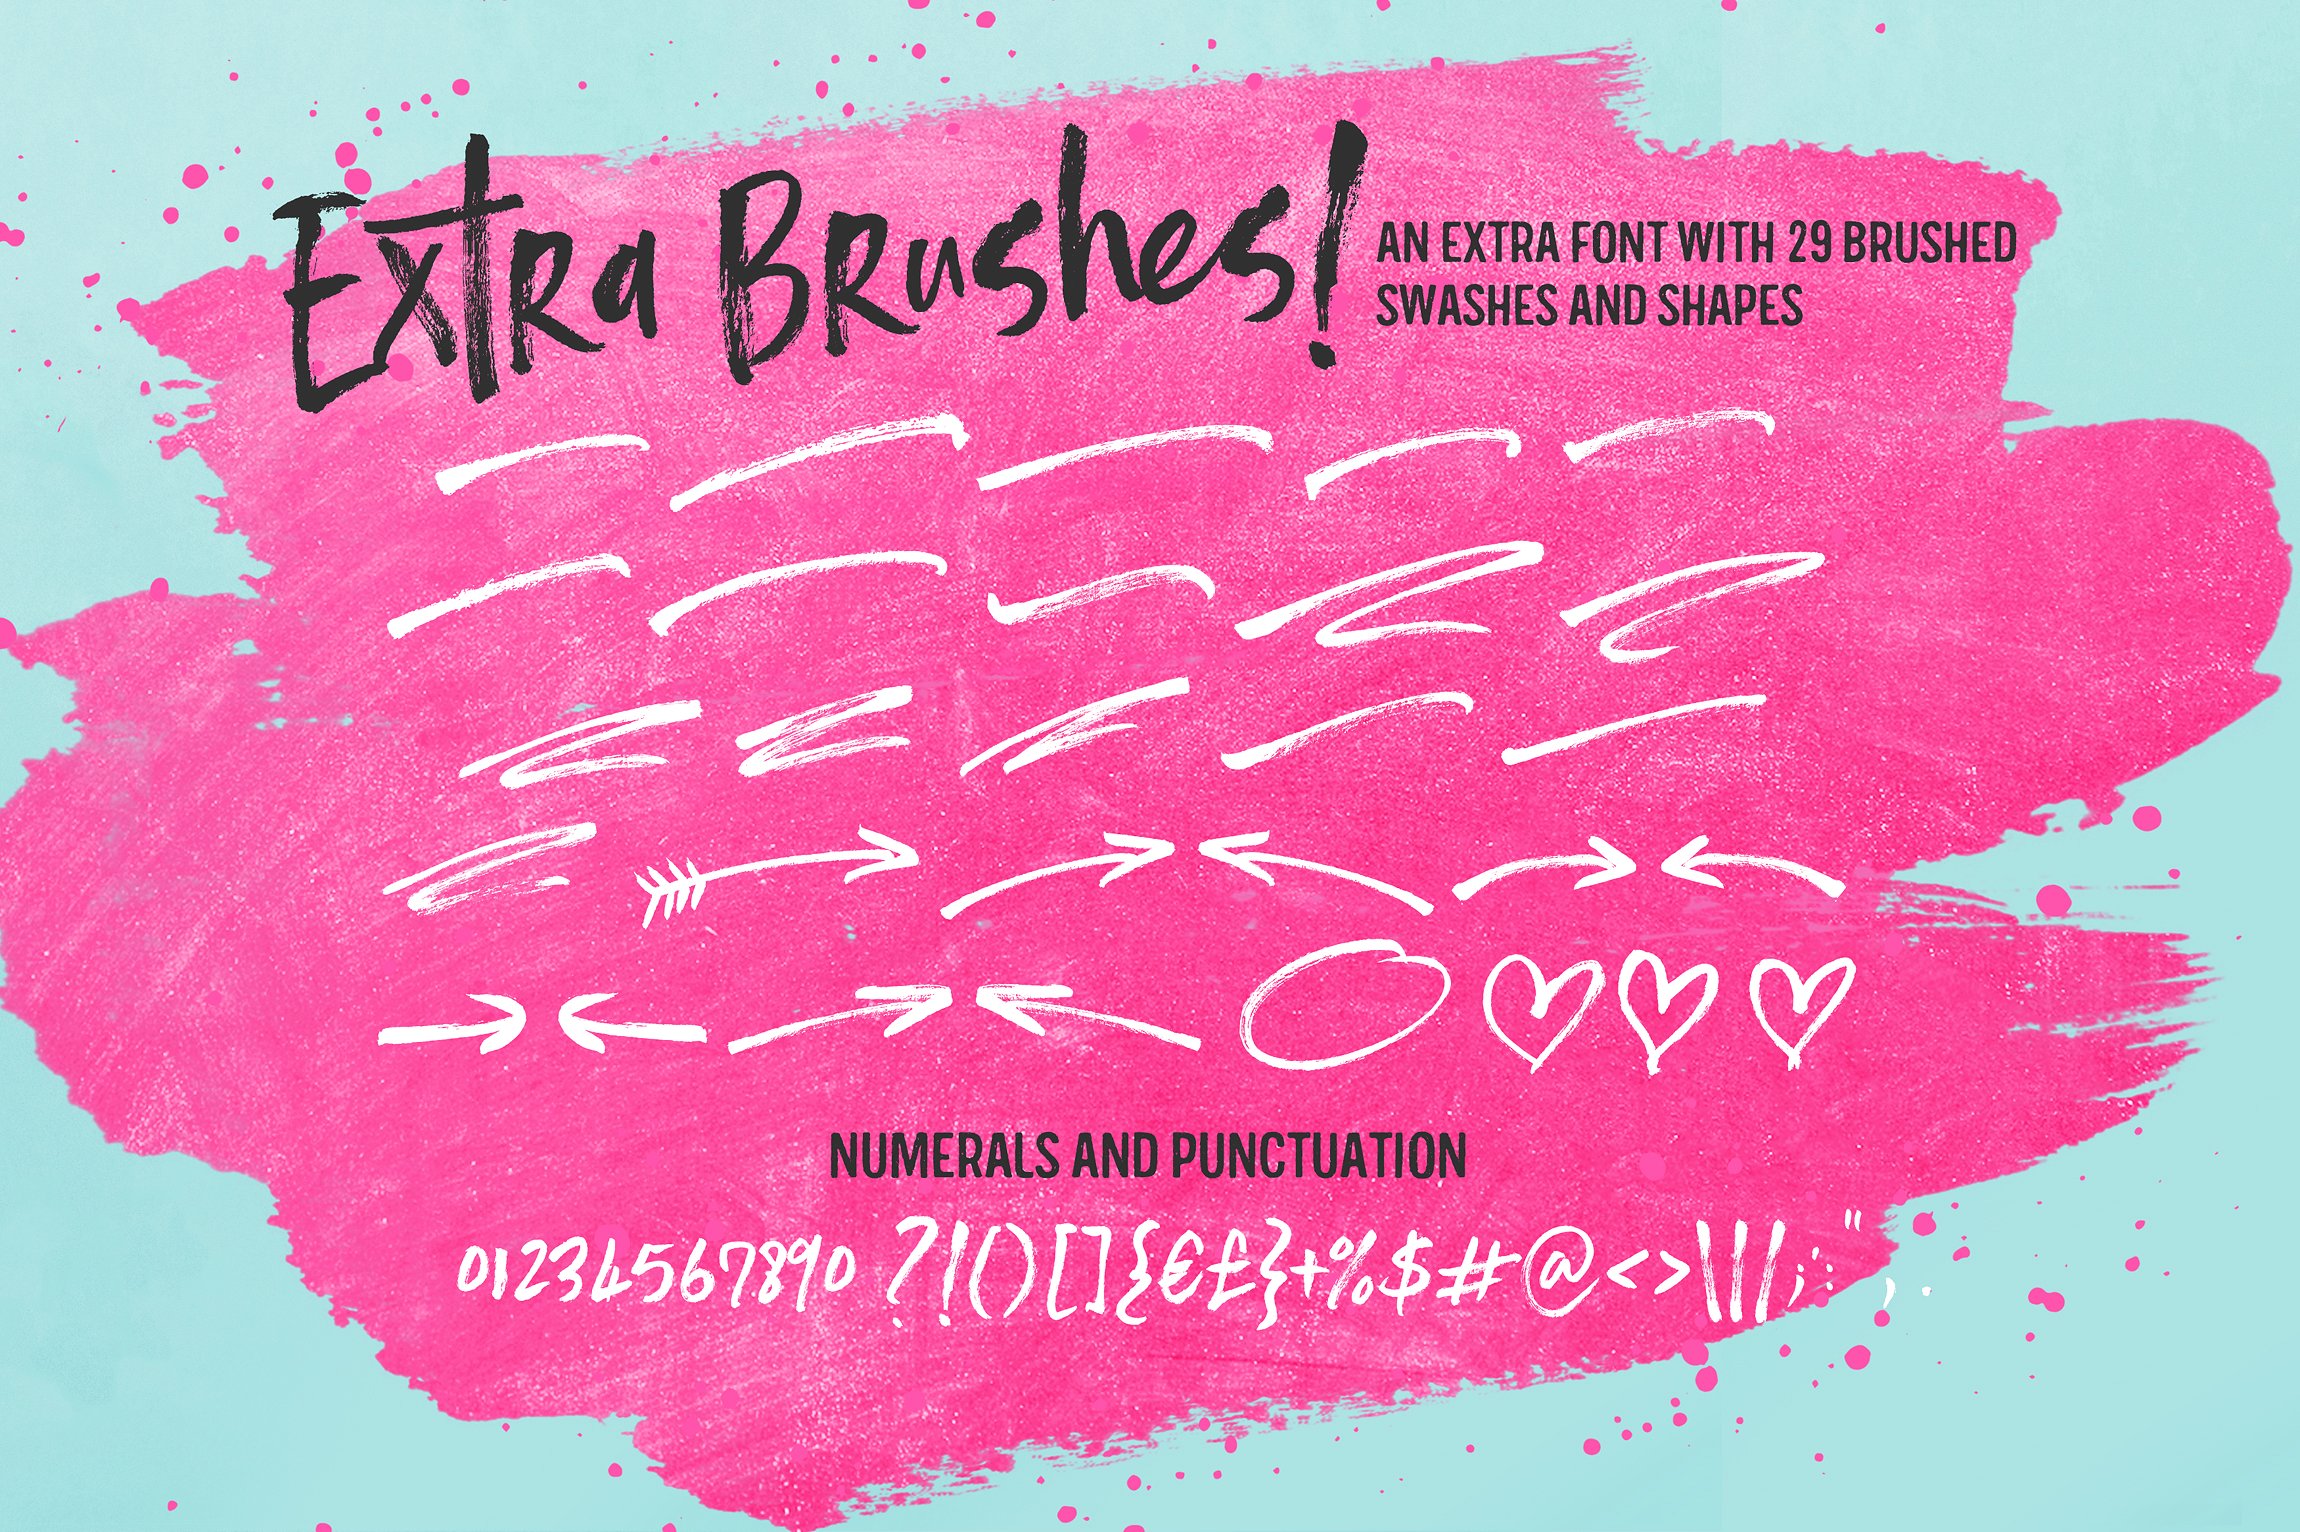 Extra Brushes!
AN EXTRA FONT WITH 29 BRUSHED
SWASHES AND SHAPES
NUMERALS AND PUNCTUATION
01234567890 ?!()[]{€£}+%$#@<>\|/;:",.